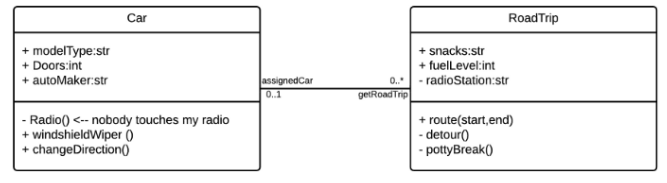 Car
+ modelType:str
+ Doors:int
+ autoMaker:str
- Radio() <-- nobody touches my radio
+ windshieldWiper ()
+ changeDirection()
assignedCar
0..1
0..*
getRoadTrip
RoadTrip
+ snacks:str
+ fuelLevel:int
- radioStation:str
+ route(start,end)
- detour()
- pottyBreak()